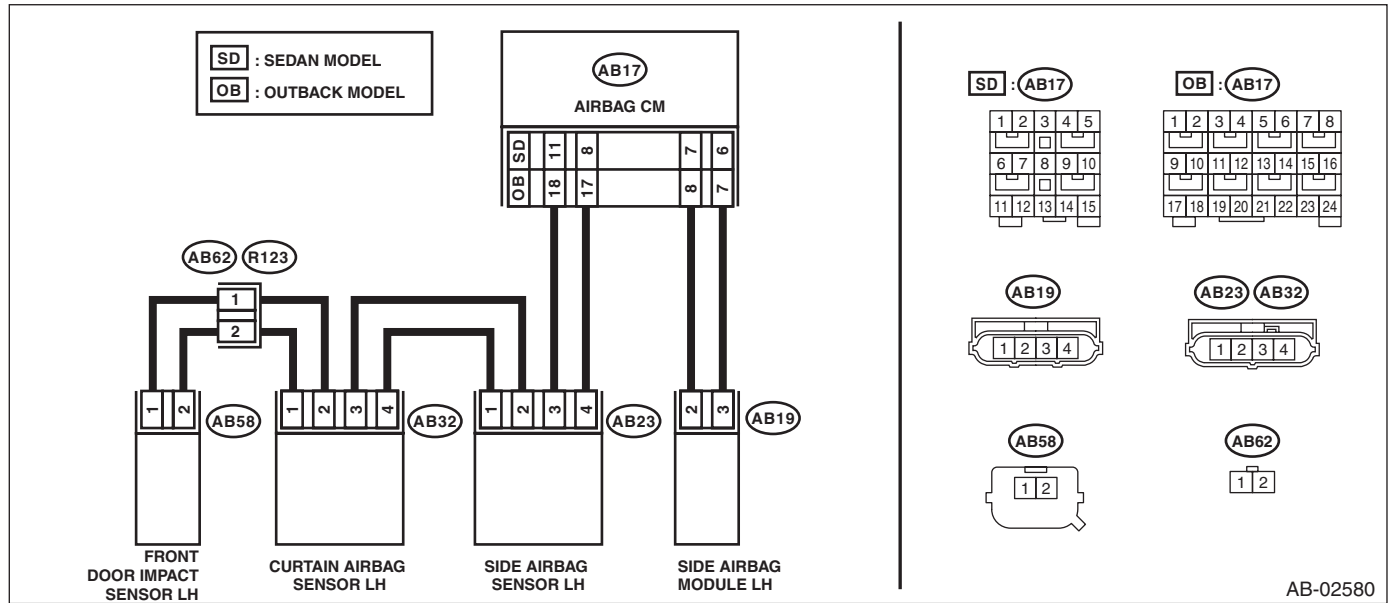 SD : SEDAN MODEL
OB : OUTBACK MODEL
AB17
AIRBAG CM
SD 11 8 7 6
OB 18 17 8 7
AB62 R123
1
2
1 2 AB58
1 2 3 4 AB32
1 2 3 4 AB23
2 3 AB19
FRONT
DOOR IMPACT
SENSOR LH
CURTAIN AIRBAG
SENSOR LH
SIDE AIRBAG
SENSOR LH
SIDE AIRBAG
MODULE LH
SD : AB17
1 2 3 4 5
6 7 8 9 10
11 12 13 14 15
OB : AB17
1 2 3 4 5 6 7 8
9 10 11 12 13 14 15 16
17 18 19 20 21 22 23 24
AB19
1 2 3 4
AB23 AB32
1 2 3 4
AB58
1 2
AB62
1 2
AB-02580